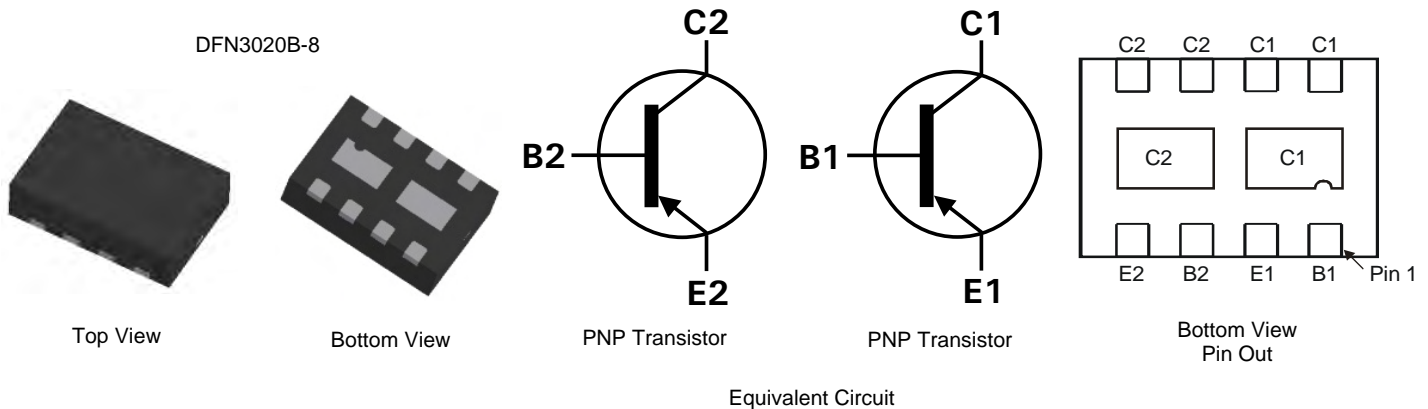 DFN3020B-8
Top View
Bottom View
C2
B2
E2
PNP Transistor
C1
B1
E1
PNP Transistor
Equivalent Circuit
C2 C2 C1 C1
C2 C1
E2 B2 E1 B1 Pin 1
Bottom View
Pin Out